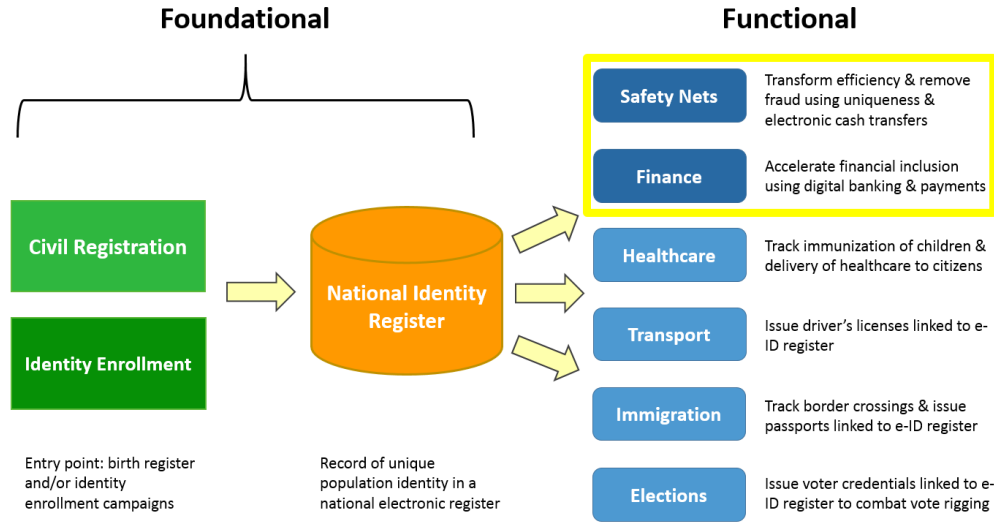 Foundational
Functional
Civil Registration
Identity Enrollment
Entry point: birth register
and/or identity
enrollment campaigns
National Identity
Register
Record of unique
population identity in a
national electronic register
Safety Nets
Transform efficiency & remove
fraud using uniqueness &
electronic cash transfers
Finance
Accelerate financial inclusion
using digital banking & payments
Healthcare
Track immunization of children &
delivery of healthcare to citizens
Transport
Issue driver’s licenses linked to e-
ID register
Immigration
Track border crossings & issue
passports linked to e-ID register
Elections
Issue voter credentials linked to e-
ID register to combat vote rigging